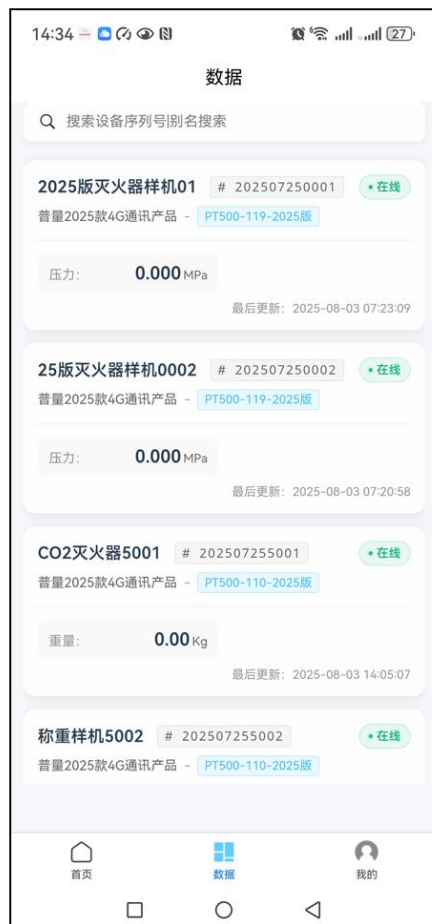 14:34 27
数据
搜索设备序列号|别名搜索
2025版灭火器样机01 # 202507250001 在线
普量2025款4G通讯产品 - PT500-119-2025版
压力: 0.000 MPa
最后更新: 2025-08-03 07:23:09
25版灭火器样机0002 # 202507250002 在线
普量2025款4G通讯产品 - PT500-119-2025版
压力: 0.000 MPa
最后更新: 2025-08-03 07:20:58
CO2灭火器5001 # 202507255001 在线
普量2025款4G通讯产品 - PT500-110-2025版
重量: 0.00 Kg
最后更新: 2025-08-03 14:05:07
称重样机5002 # 202507255002 在线
普量2025款4G通讯产品 - PT500-110-2025版
首页 数据 我的